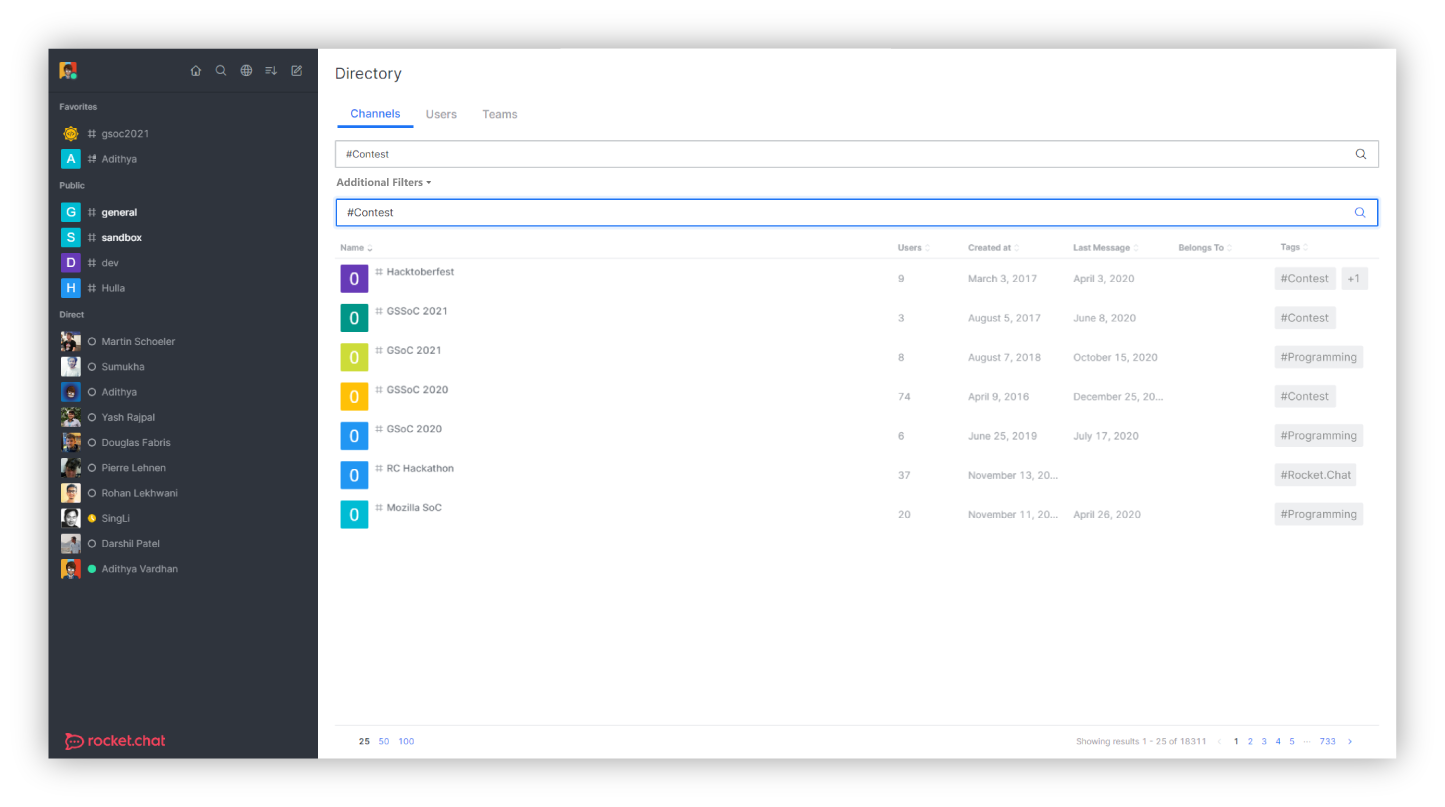 Favorites
gsoc2021
A Adithya
Public
G general
S sandbox
D dev
H Hulla
Direct
Martin Schoeler
Sumukha
Adithya
Yash Rajpal
Douglas Fabris
Pierre Lehnen
Rohan Lekhwani
SingLi
Darshil Patel
Adithya Vardhan
rocket.chat
Directory
Channels Users Teams
#Contest
Additional Filters
#Contest
Name Users Created at Last Message Belongs To Tags
0 # Hacktoberfest 9 March 3, 2017 April 3, 2020 #Contest +1
0 # GSSoC 2021 3 August 5, 2017 June 8, 2020 #Contest
0 # GSoC 2021 8 August 7, 2018 October 15, 2020 #Programming
0 # GSSoC 2020 74 April 9, 2016 December 25, 20... #Contest
0 # GSoC 2020 6 June 25, 2019 July 17, 2020 #Programming
0 # RC Hackathon 37 November 13, 20... #Rocket.Chat
0 # Mozilla SoC 20 November 11, 20... April 26, 2020 #Programming
25 50 100 Showing results 1 - 25 of 18311 < 1 2 3 4 5 ... 733 >